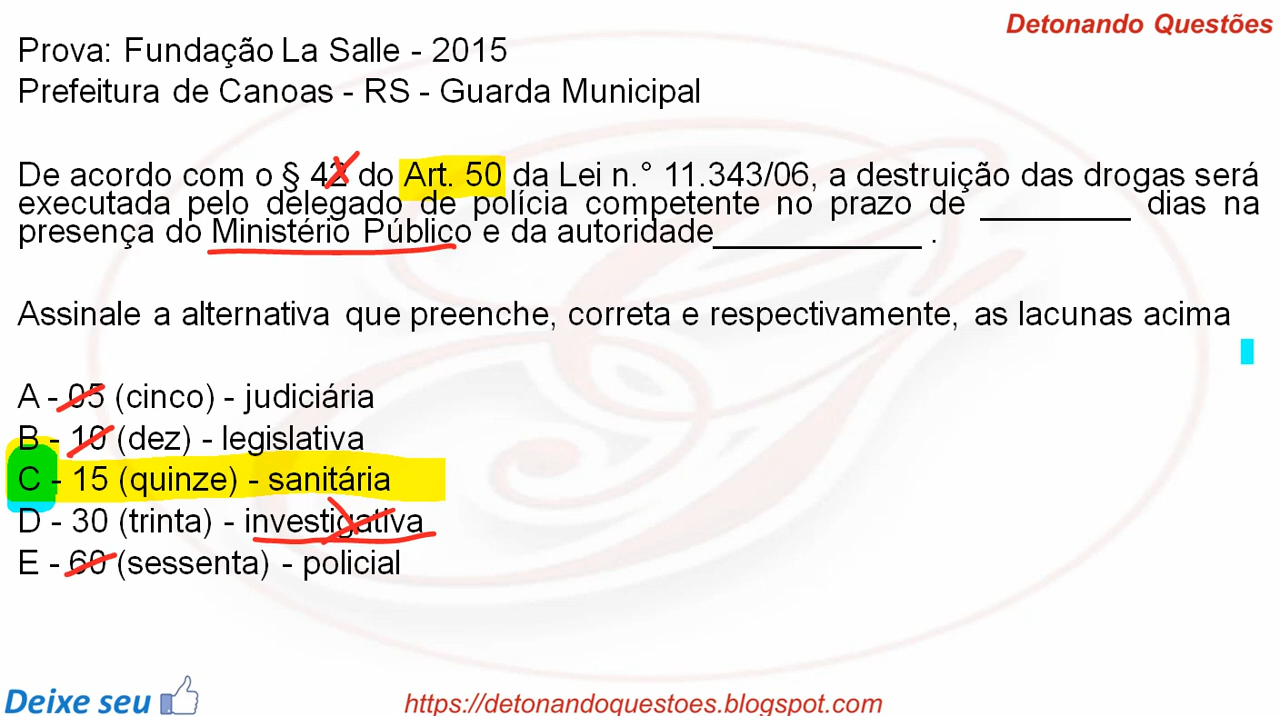 Detonando Questões
Prova: Fundação La Salle - 2015
Prefeitura de Canoas - RS - Guarda Municipal
De acordo com o § 42 do Art. 50 da Lei n.° 11.343/06, a destruição das drogas será
executada pelo delegado de polícia competente no prazo de ________ dias na
presença do Ministério Público e da autoridade___________ .
Assinale a alternativa que preenche, correta e respectivamente, as lacunas acima
A - 05 (cinco) - judiciária
B - 10 (dez) - legislativa
C - 15 (quinze) - sanitária
D - 30 (trinta) - investigativa
E - 60 (sessenta) - policial
Deixe seu
https://detonandoquestoes.blogspot.com